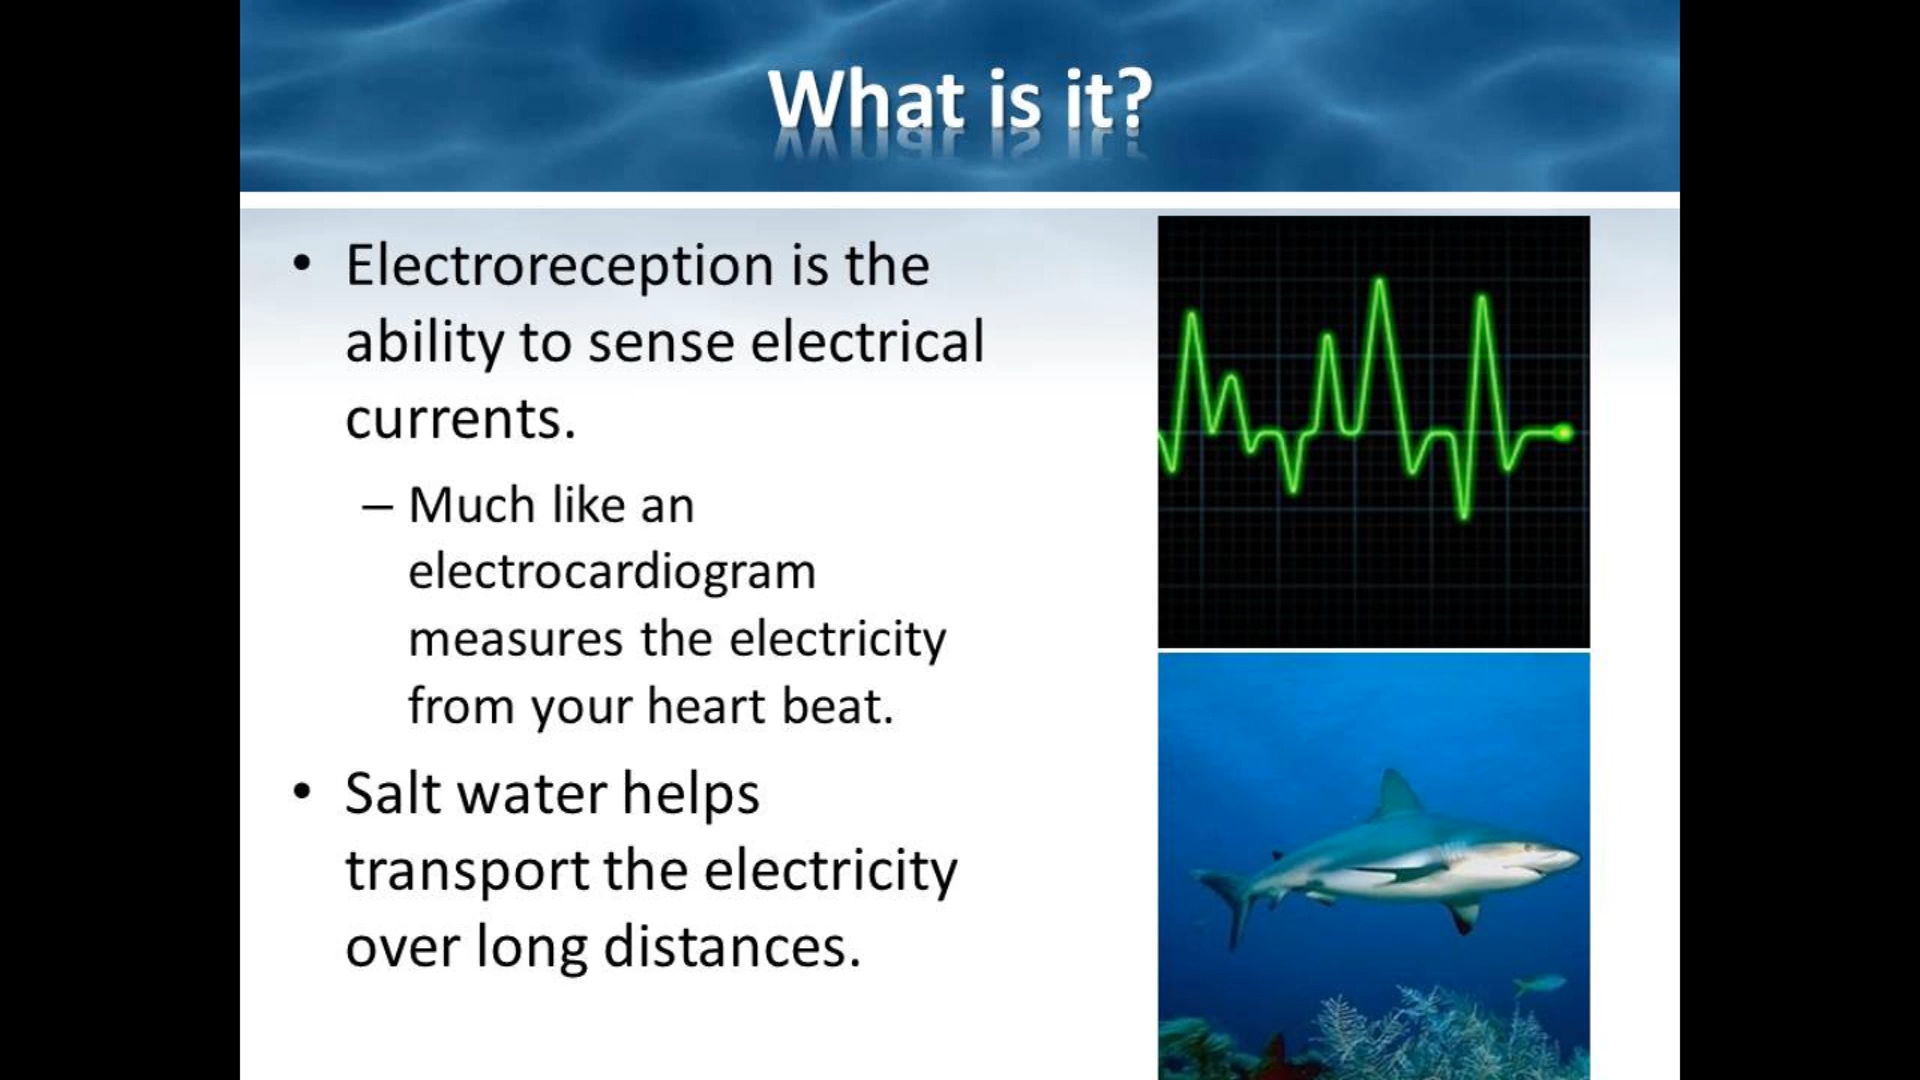 What is it?
• Electroreception is the
ability to sense electrical
currents.
– Much like an
electrocardiogram
measures the electricity
from your heart beat.
• Salt water helps
transport the electricity
over long distances.